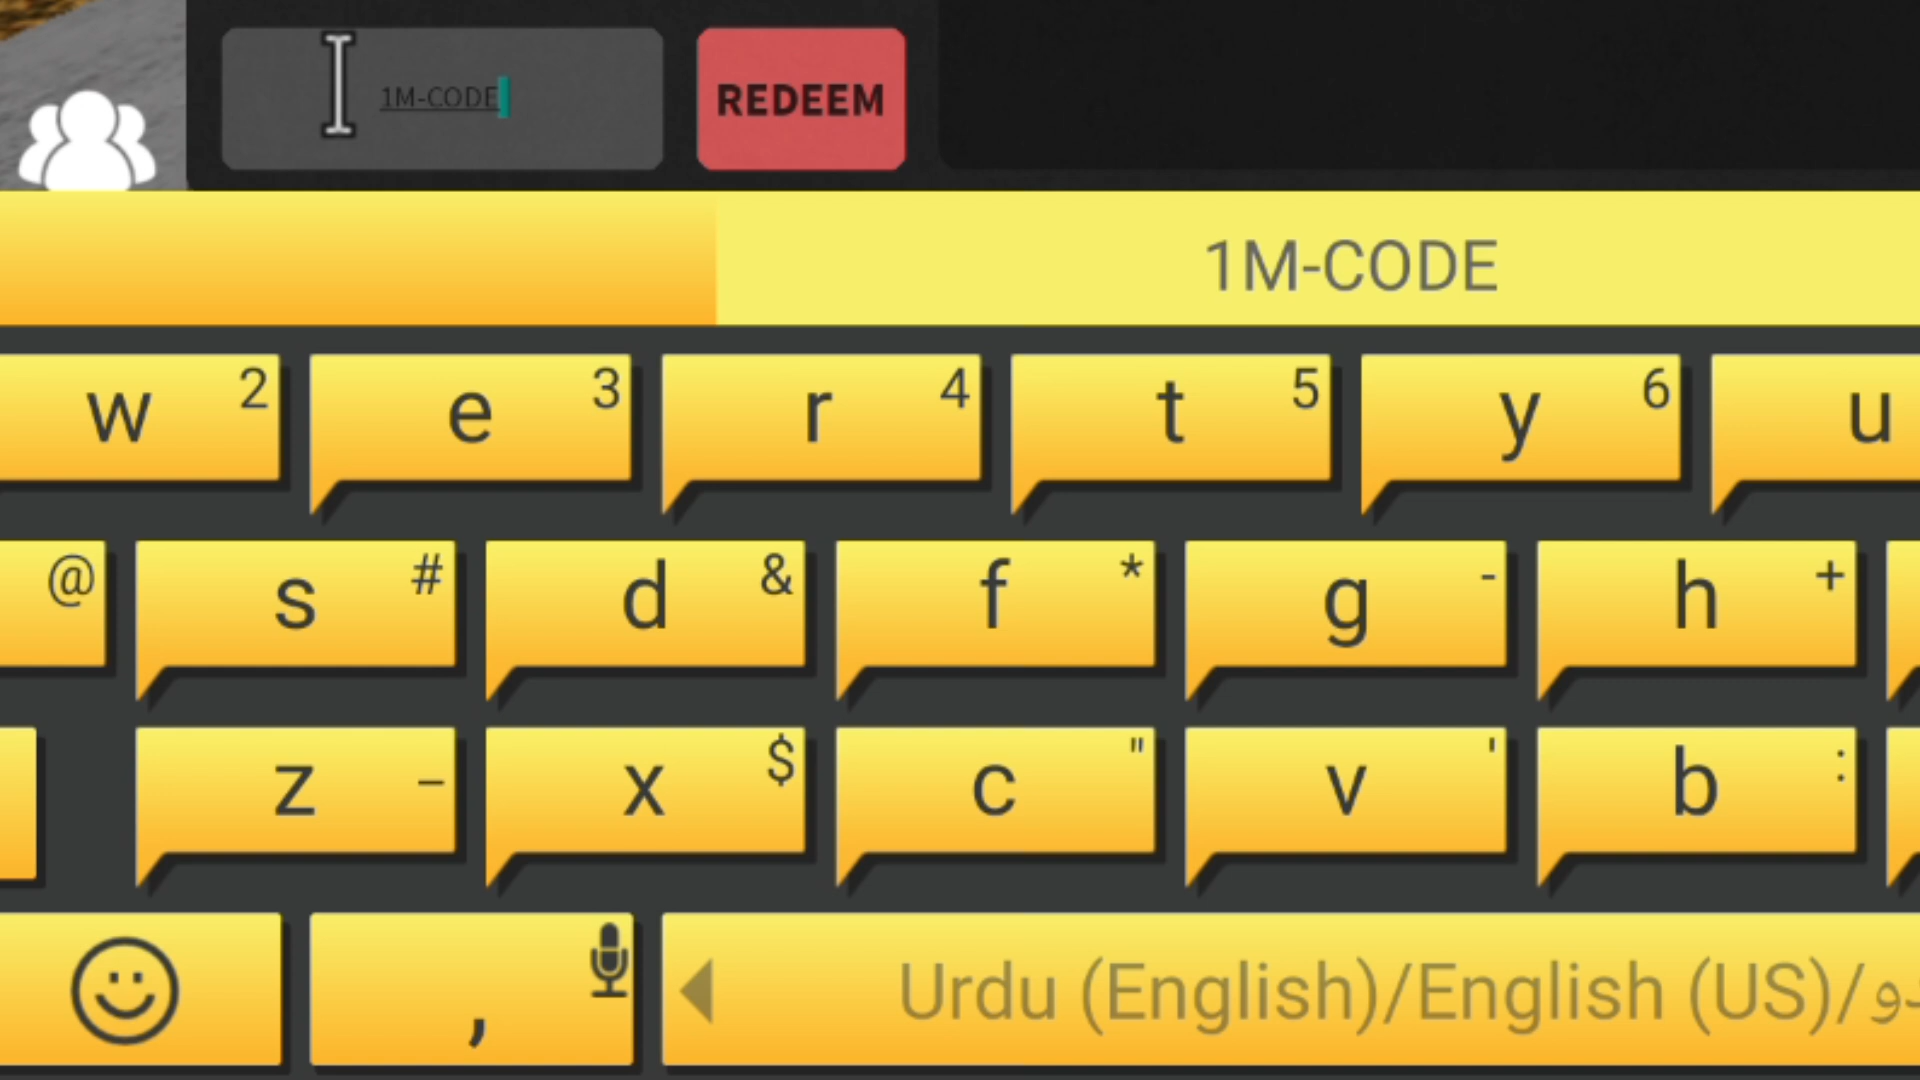 1M-CODE
REDEEM
1M-CODE
w 2 e 3 r 4 t 5 y 6 u
@ s # d & f * g - h +
z – x $ c " v ' b :
, Urdu (English)/English (US)/